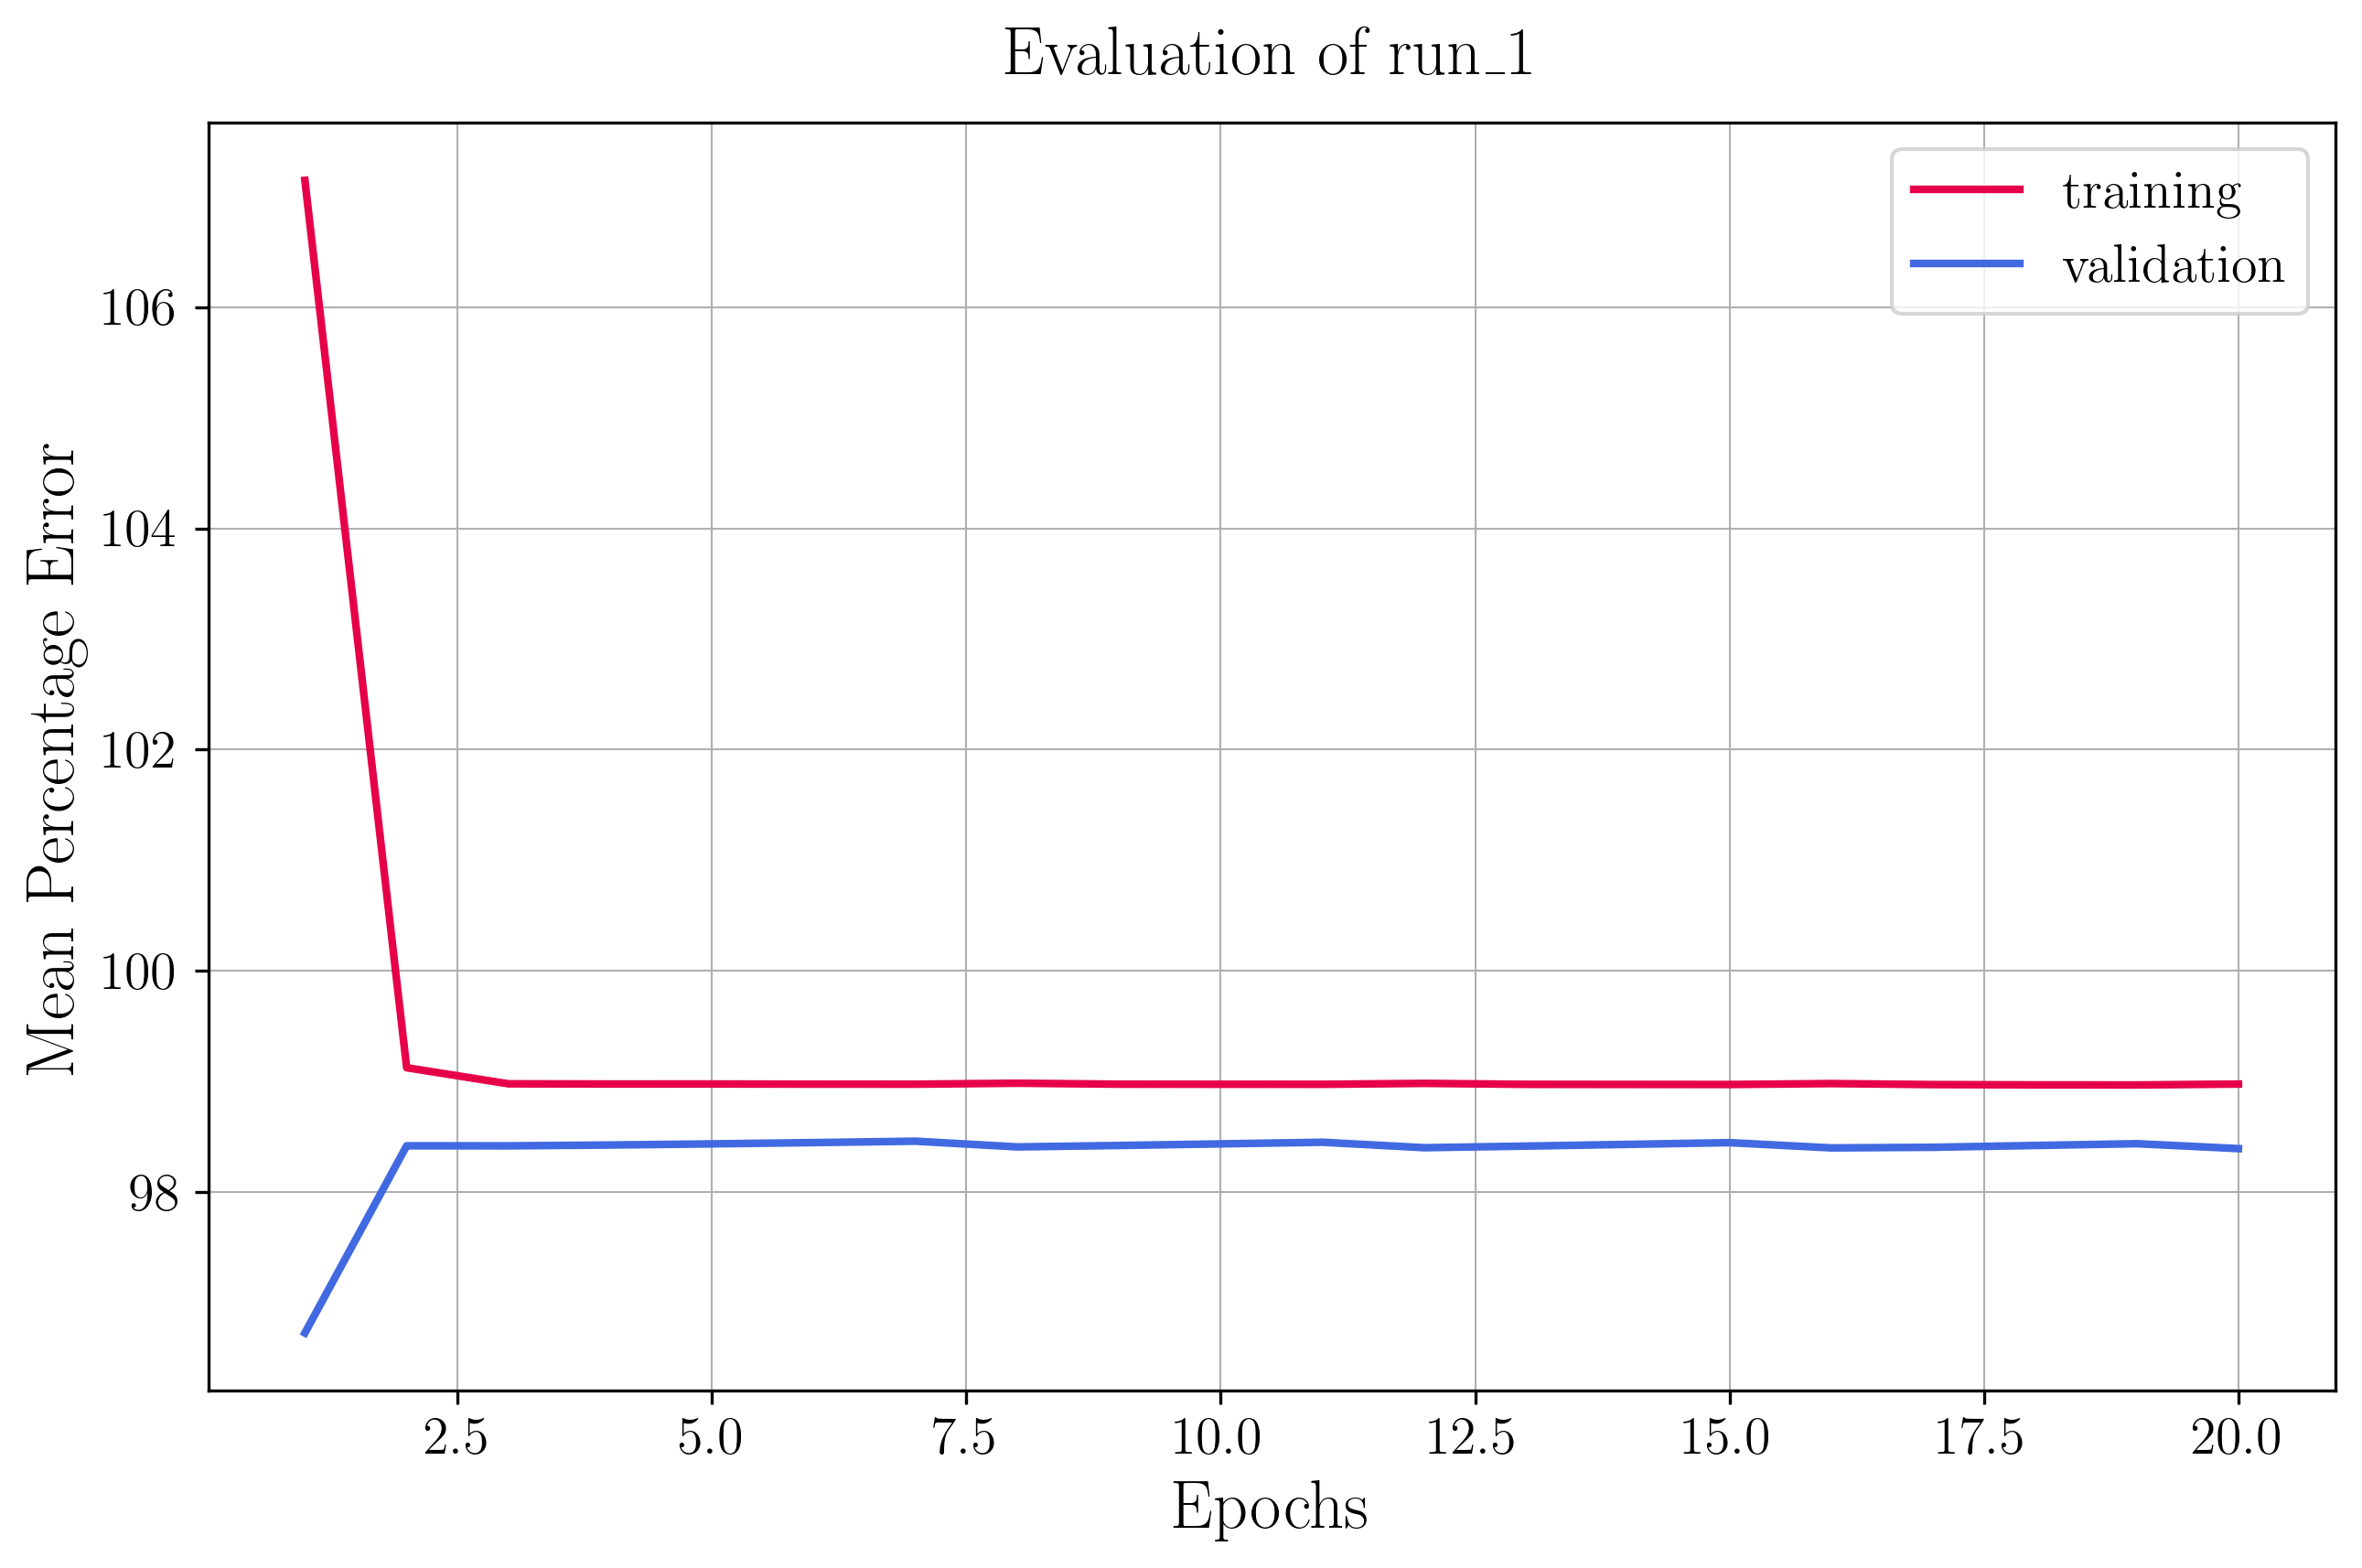 Evaluation of run_1
training
validation
Mean Percentage Error
106
104
102
100
98
2.5 5.0 7.5 10.0 12.5 15.0 17.5 20.0
Epochs